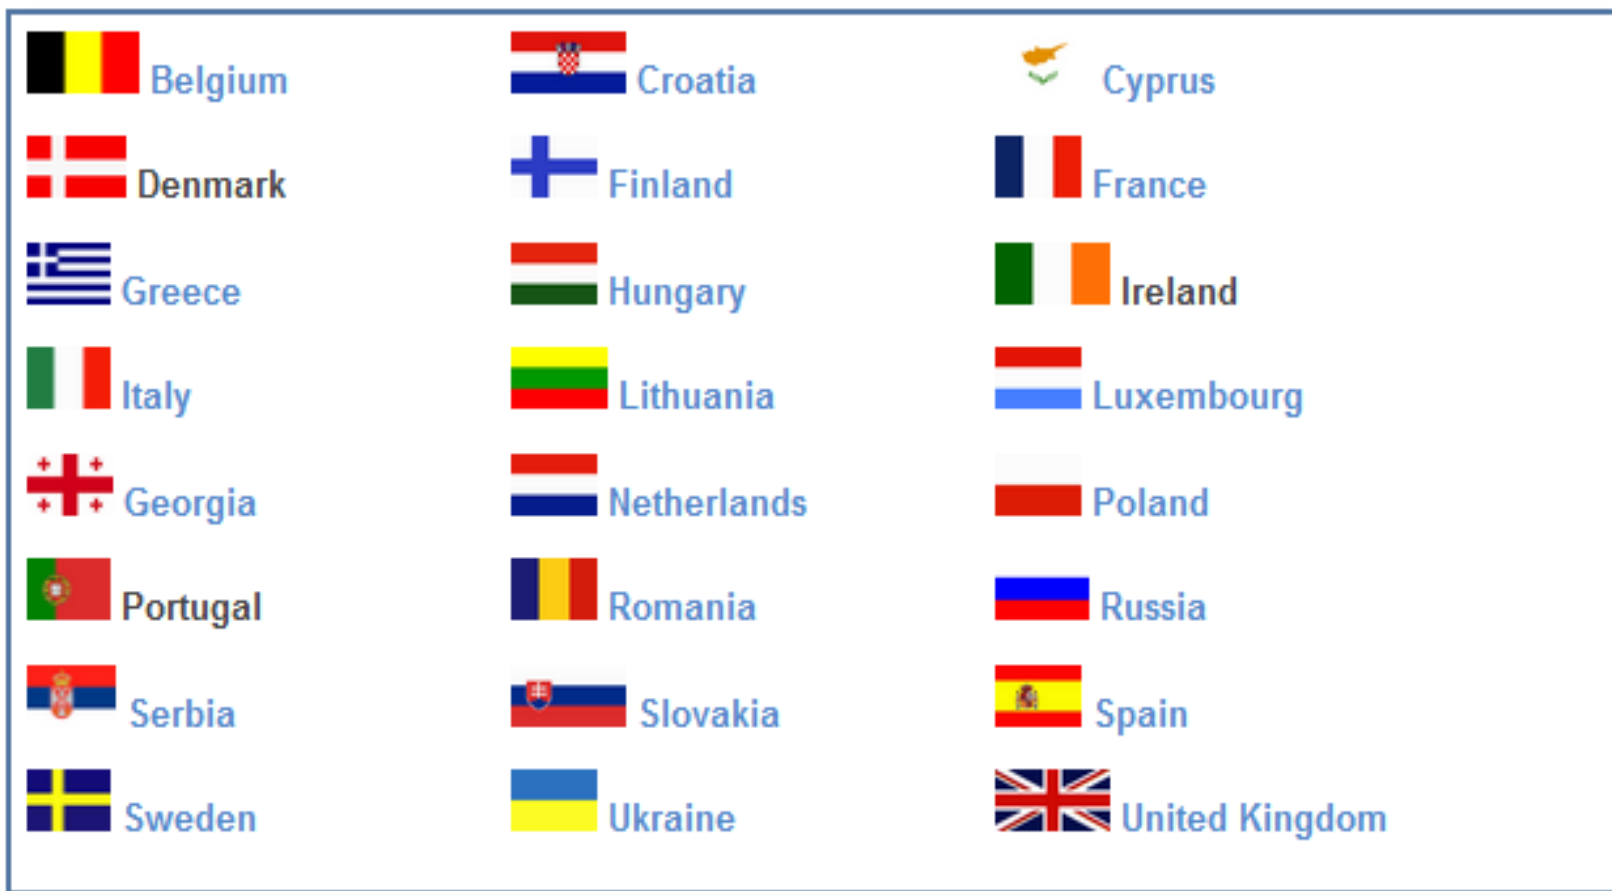 Belgium Croatia Cyprus
Denmark Finland France
Greece Hungary Ireland
Italy Lithuania Luxembourg
Georgia Netherlands Poland
Portugal Romania Russia
Serbia Slovakia Spain
Sweden Ukraine United Kingdom